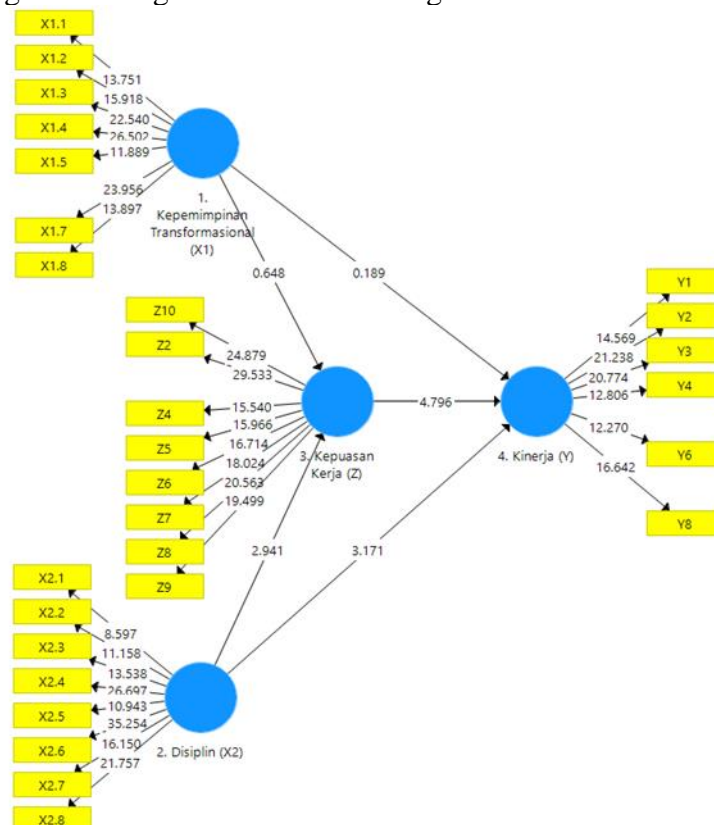 X1.1
X1.2
X1.3
X1.4
X1.5
X1.7
X1.8
13.751
15.918
22.540
26.502
11.889
23.956
13.897
1.
Kepemimpinan
Transformasional
(X1)
0.648
0.189
Z10
Z2
Z4
Z5
Z6
Z7
Z8
Z9
24.879
29.533
15.540
15.966
16.714
18.024
20.563
19.499
3. Kepuasan
Kerja (Z)
4.796
4. Kinerja (Y)
Y1
Y2
Y3
Y4
Y6
Y8
14.569
21.238
20.774
12.806
12.270
16.642
2.941
3.171
X2.1
X2.2
X2.3
X2.4
X2.5
X2.6
X2.7
X2.8
8.597
11.158
13.538
26.697
10.943
35.254
16.150
21.757
2. Disiplin (X2)